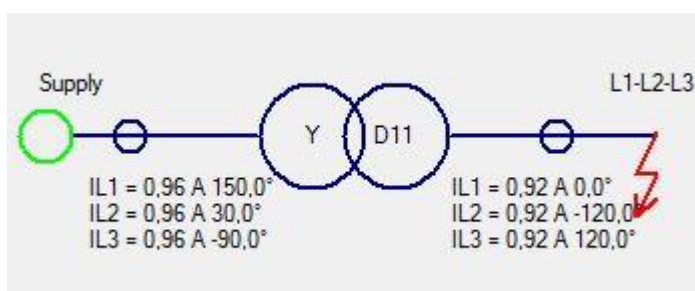 Supply
L1-L2-L3
Y
D11
IL1 = 0,96 A 150,0°
IL2 = 0,96 A 30,0°
IL3 = 0,96 A -90,0°
IL1 = 0,92 A 0,0°
IL2 = 0,92 A -120,0°
IL3 = 0,92 A 120,0°